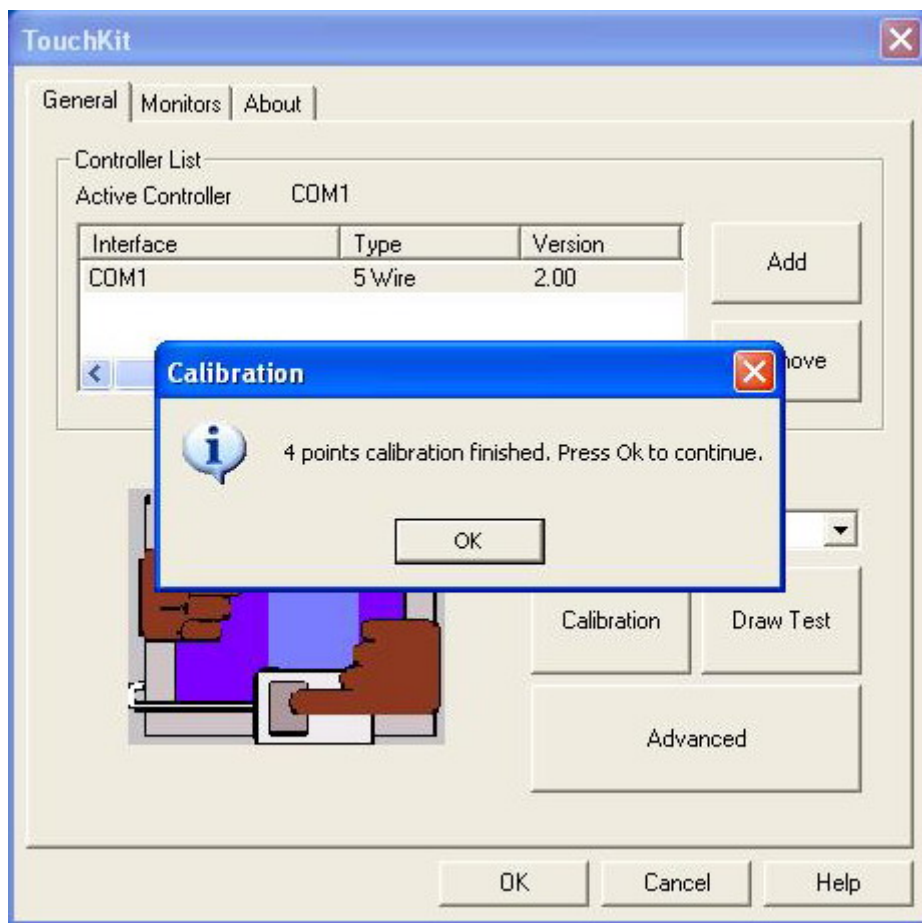 TouchKit
General Monitors About
Controller List
Active Controller COM1
Interface Type Version
COM1 5 Wire 2.00
Add
Calibration
4 points calibration finished. Press Ok to continue.
OK
Calibration Draw Test
Advanced
OK Cancel Help